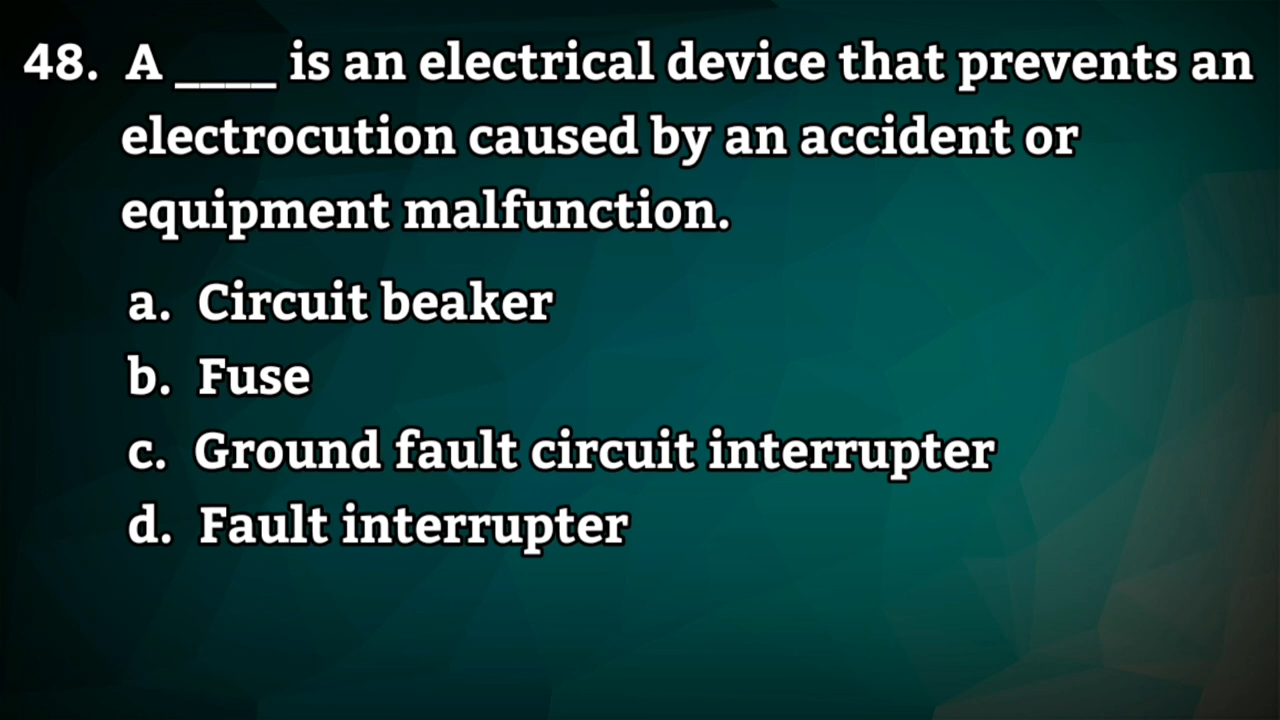 48. A ____ is an electrical device that prevents an
electrocution caused by an accident or
equipment malfunction.
a. Circuit beaker
b. Fuse
c. Ground fault circuit interrupter
d. Fault interrupter